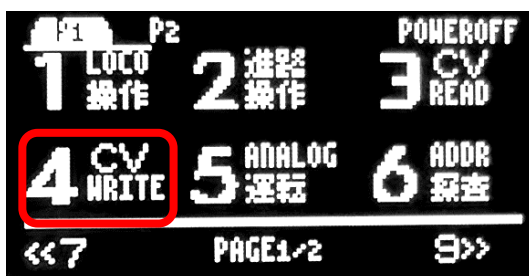 P1 P2 POWEROFF
1 LOCO 操作 2 進路 操作 3 CV READ
4 CV WRITE 5 ANALOG 運転 6 ADDR 探査
<<7 PAGE1/2 9>>